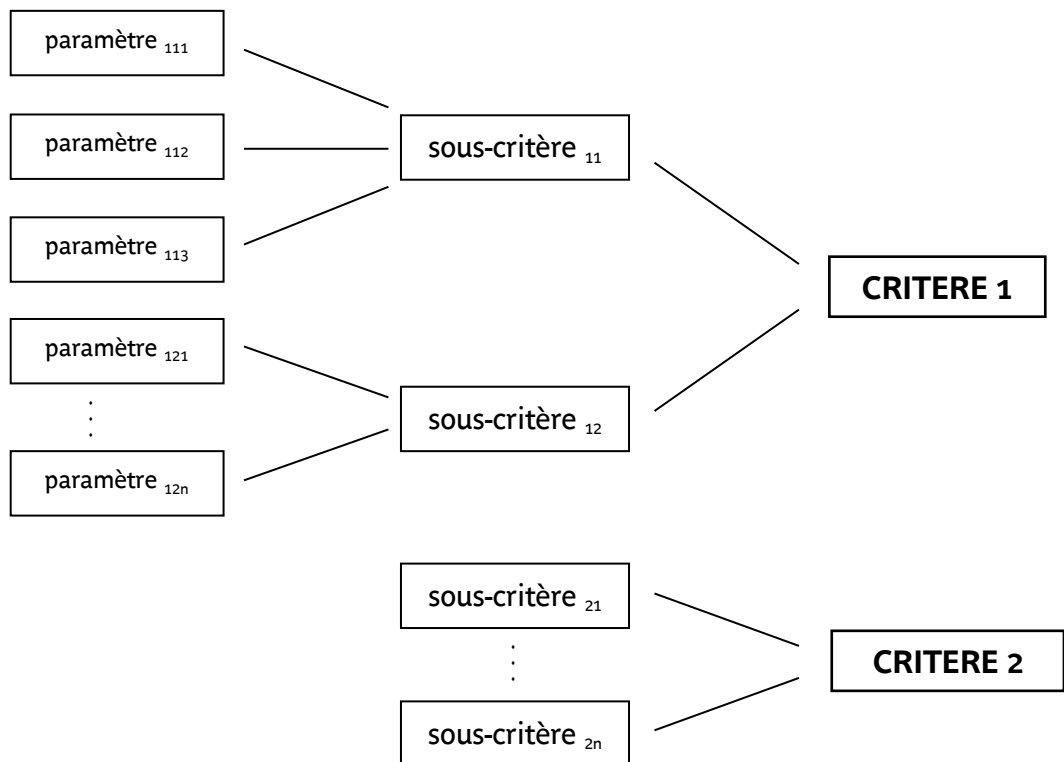 paramètre 111
paramètre 112
sous-critère 11
paramètre 113
CRITERE 1
paramètre 121
sous-critère 12
paramètre 12n
sous-critère 21
CRITERE 2
sous-critère 2n